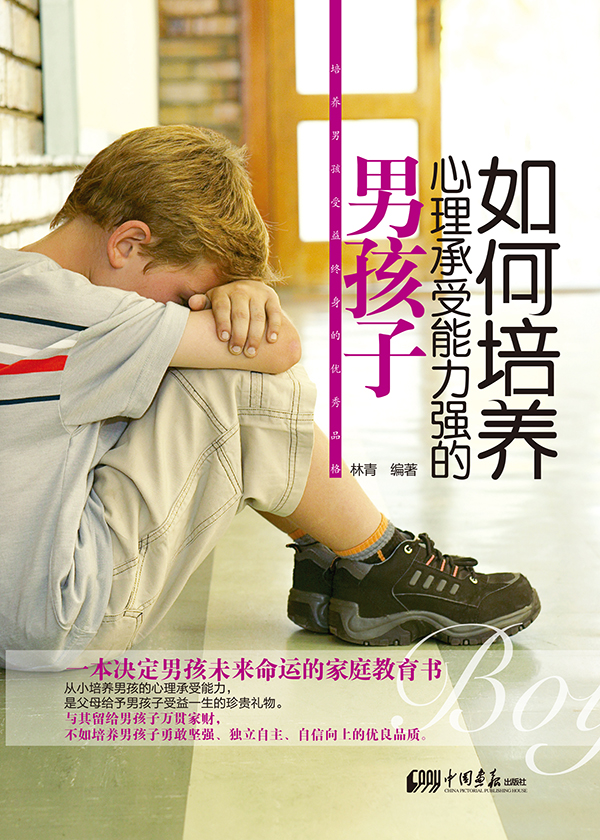 如何培养
心理承受能力强的
男孩子
培养男孩受益终身的优秀品格
林青 编著
一本决定男孩未来命运的家庭教育书
从小培养男孩的心理承受能力，
是父母给予男孩子受益一生的珍贵礼物。
与其留给男孩子万贯家财，
不如培养男孩子勇敢坚强、独立自主、自信向上的优良品质。
Boy
中国画报出版社
CHINA PICTORIAL PUBLISHING HOUSE